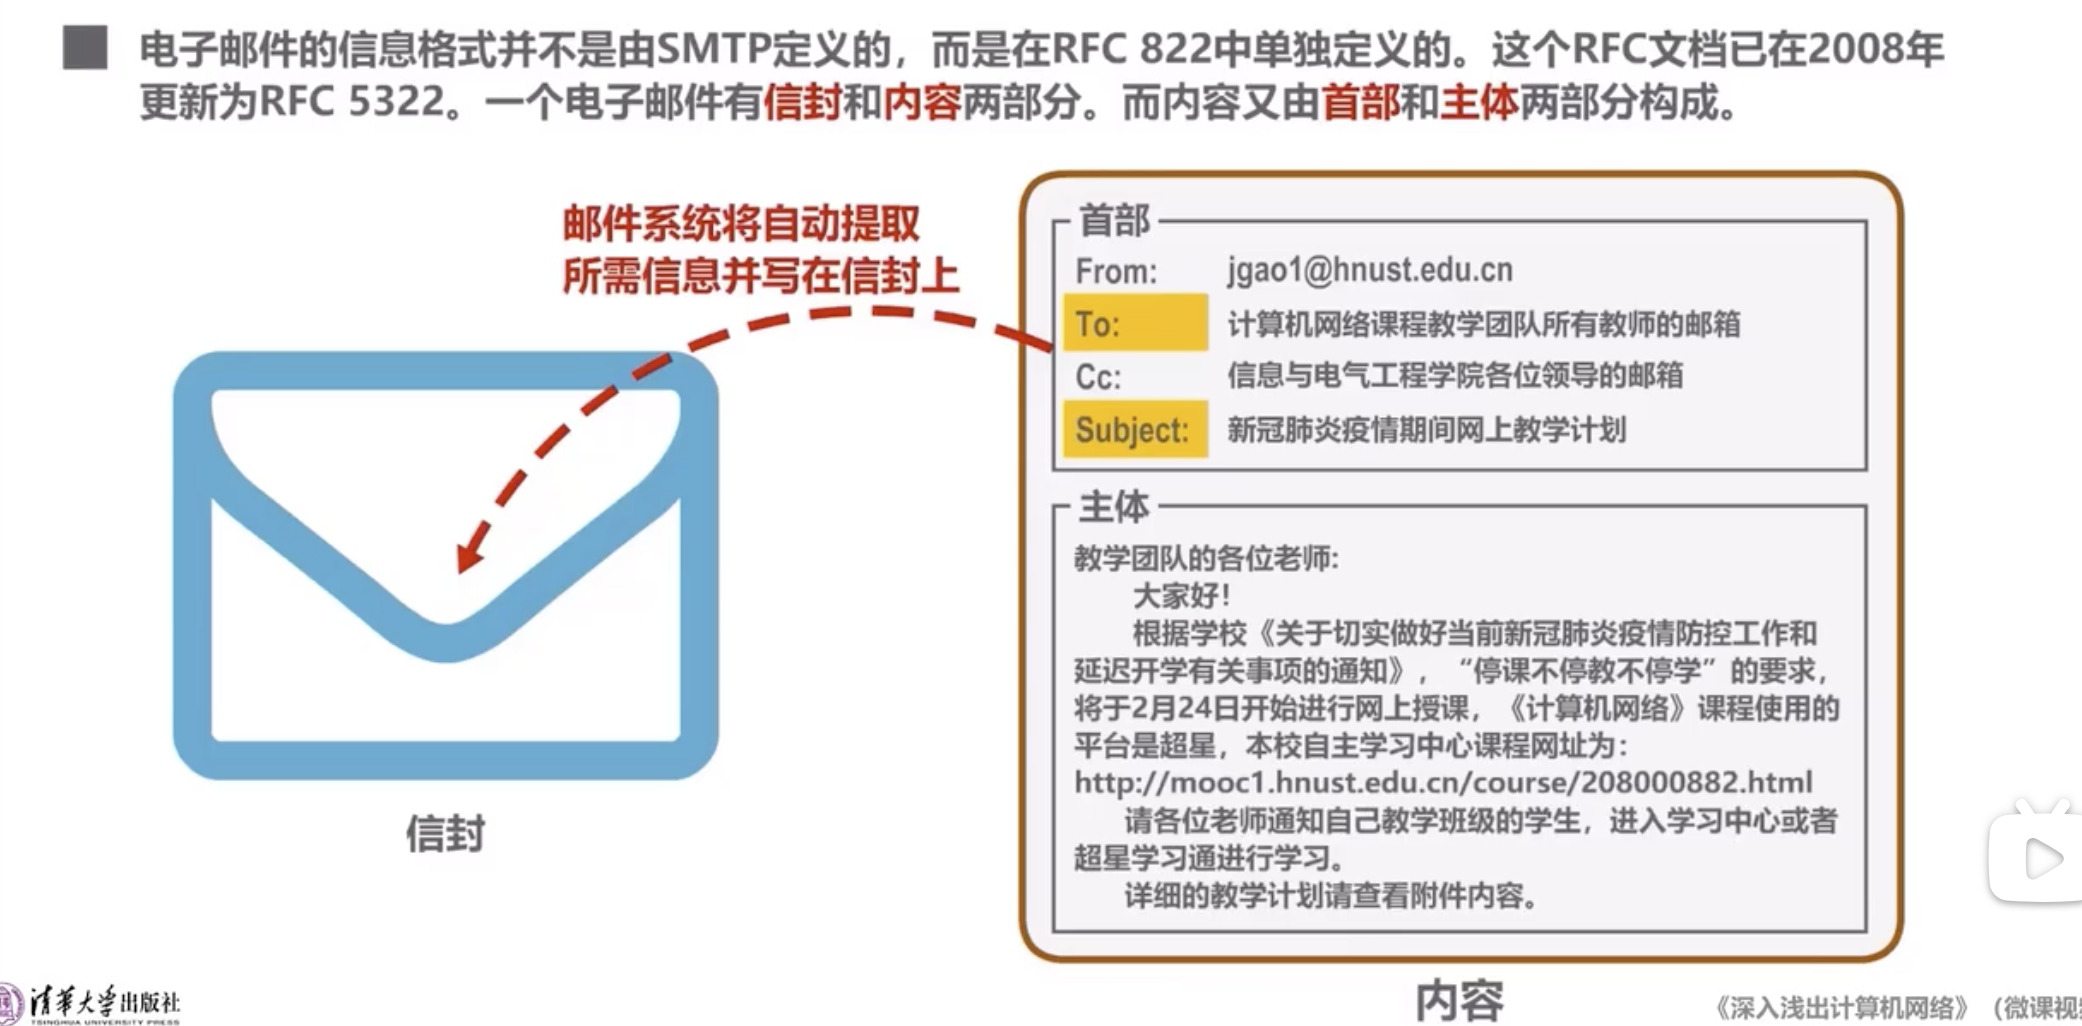 电子邮件的信息格式并不是由SMTP定义的，而是在RFC 822中单独定义的。这个RFC文档已在2008年
更新为RFC 5322。一个电子邮件有信封和内容两部分。而内容又由首部和主体两部分构成。
邮件系统将自动提取
所需信息并写在信封上
信封
首部
From: jgao1@hnust.edu.cn
To: 计算机网络课程教学团队所有教师的邮箱
Cc: 信息与电气工程学院各位领导的邮箱
Subject: 新冠肺炎疫情期间网上教学计划
主体
教学团队的各位老师:
大家好！
根据学校《关于切实做好当前新冠肺炎疫情防控工作和
延迟开学有关事项的通知》，“停课不停教不停学”的要求，
将于2月24日开始进行网上授课，《计算机网络》课程使用的
平台是超星，本校自主学习中心课程网址为：
http://mooc1.hnust.edu.cn/course/208000882.html
请各位老师通知自己教学班级的学生，进入学习中心或者
超星学习通进行学习。
详细的教学计划请查看附件内容。
内容
清华大学出版社
TSINGHUA UNIVERSITY PRESS
《深入浅出计算机网络》（微课视